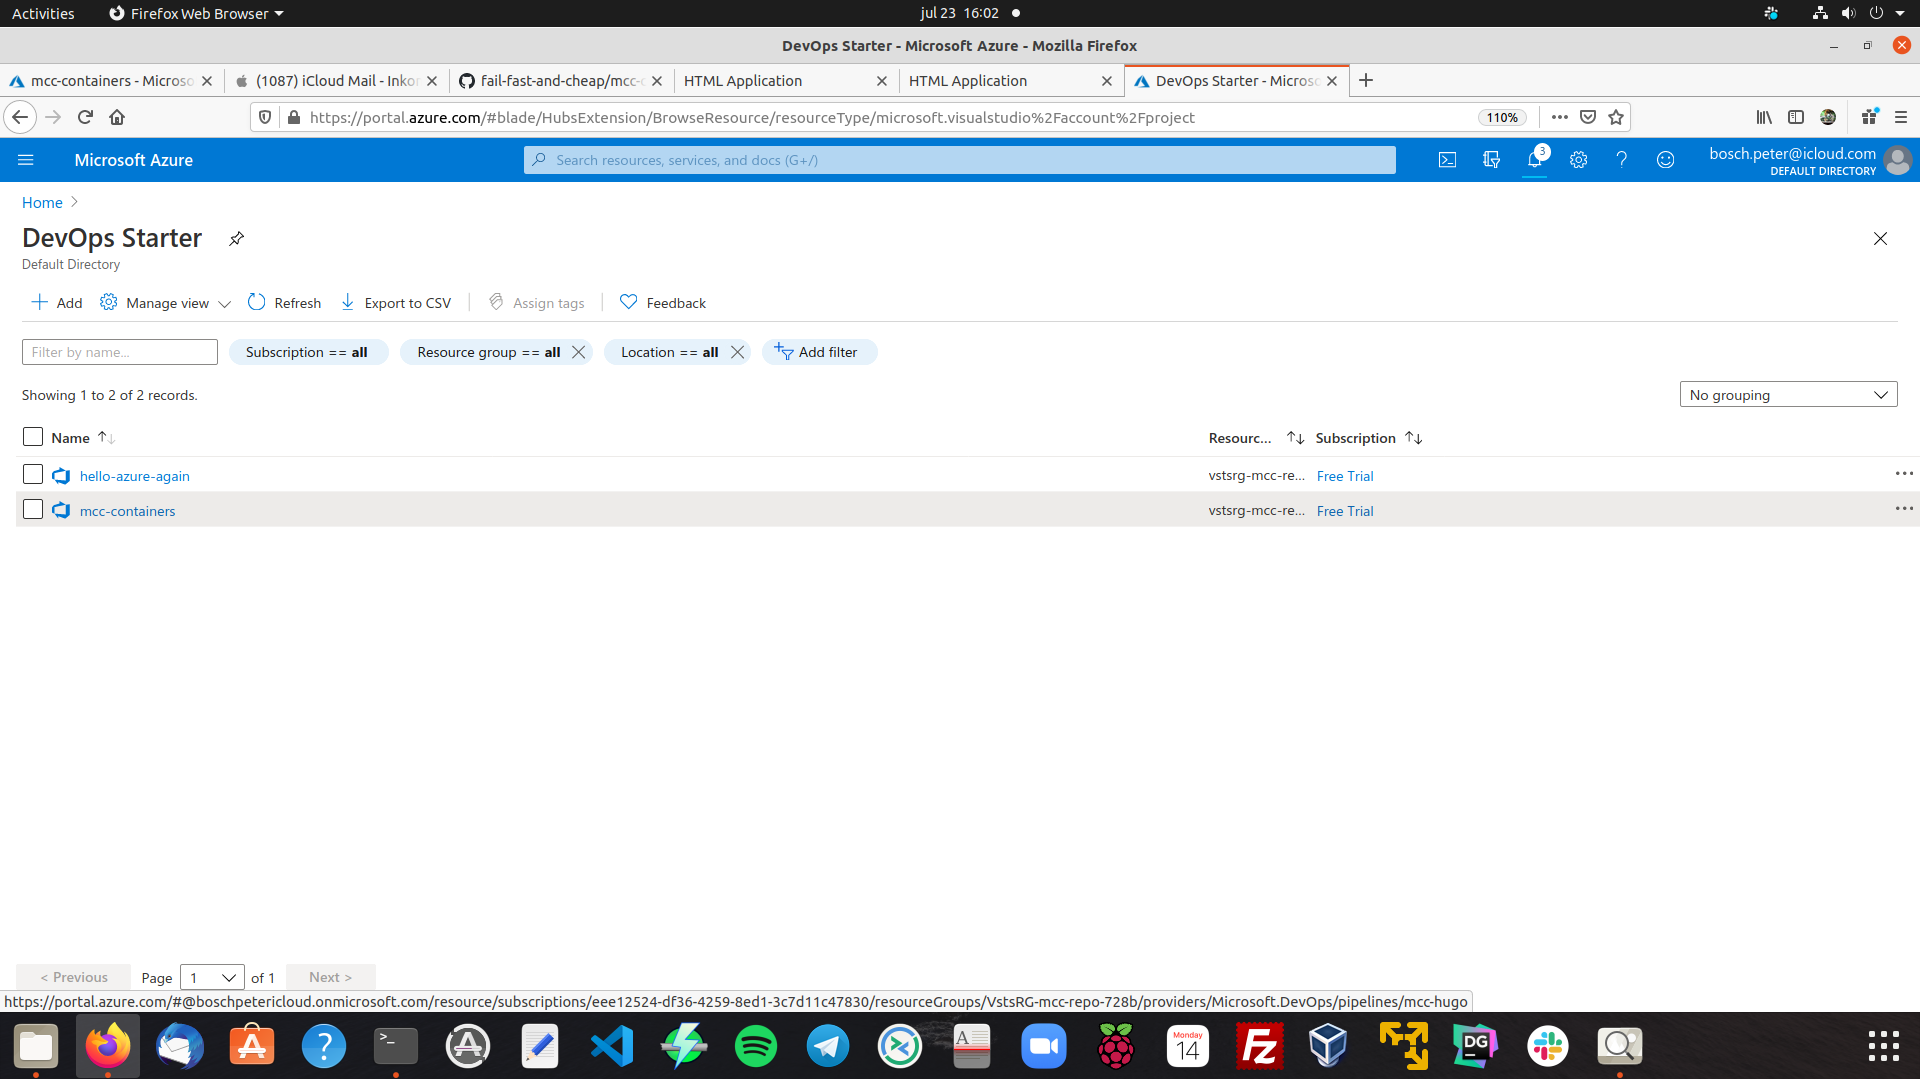 Activities
Firefox Web Browser
jul 23 16:02
DevOps Starter - Microsoft Azure - Mozilla Firefox
mcc-containers - Microso
(1087) iCloud Mail - Inkor
fail-fast-and-cheap/mcc-c
HTML Application
HTML Application
DevOps Starter - Microso
https://portal.azure.com/#blade/HubsExtension/BrowseResource/resourceType/microsoft.visualstudio%2Faccount%2Fproject
110%
Microsoft Azure
Search resources, services, and docs (G+/)
3
bosch.peter@icloud.com
DEFAULT DIRECTORY
Home
DevOps Starter
Default Directory
Add
Manage view
Refresh
Export to CSV
Assign tags
Feedback
Filter by name...
Subscription == all
Resource group == all
Location == all
Add filter
Showing 1 to 2 of 2 records.
No grouping
Name
Resourc...
Subscription
hello-azure-again
vstsrg-mcc-re...
Free Trial
mcc-containers
vstsrg-mcc-re...
Free Trial
< Previous
Page
1
of 1
Next >
https://portal.azure.com/#@boschpetericloud.onmicrosoft.com/resource/subscriptions/eee12524-df36-4259-8ed1-3c7d11c47830/resourceGroups/VstsRG-mcc-repo-728b/providers/Microsoft.DevOps/pipelines/mcc-hugo
Monday
14
Fz
DG